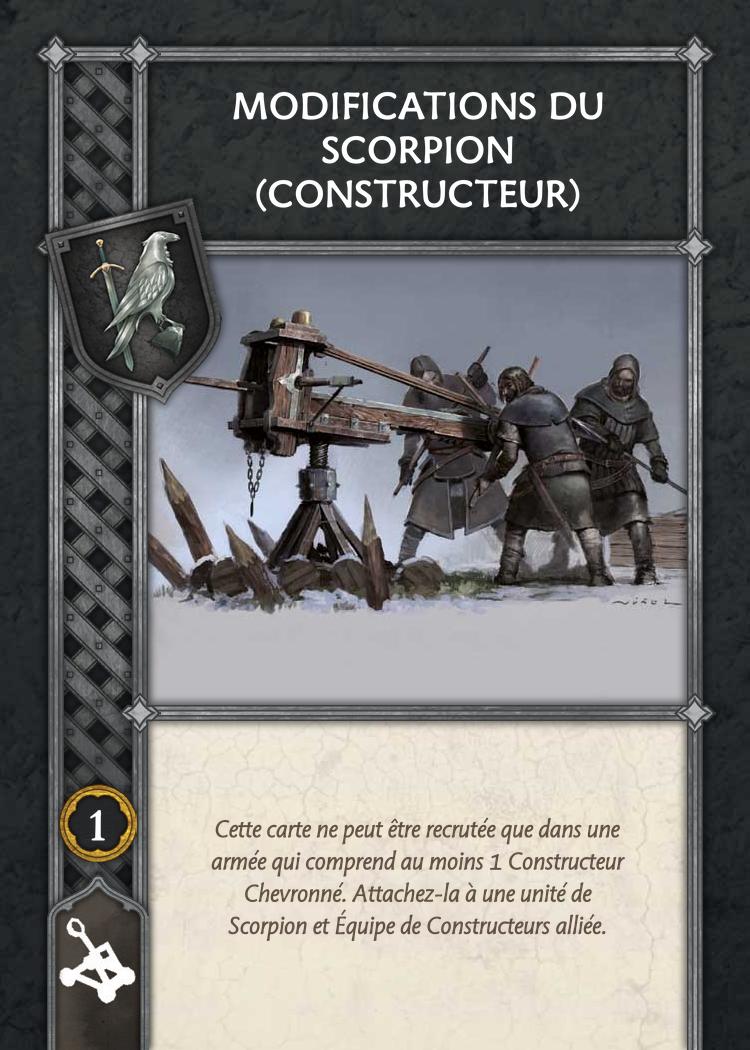 MODIFICATIONS DU
SCORPION
(CONSTRUCTEUR)
1
Cette carte ne peut être recrutée que dans une
armée qui comprend au moins 1 Constructeur
Chevronné. Attachez-la à une unité de
Scorpion et Équipe de Constructeurs alliée.